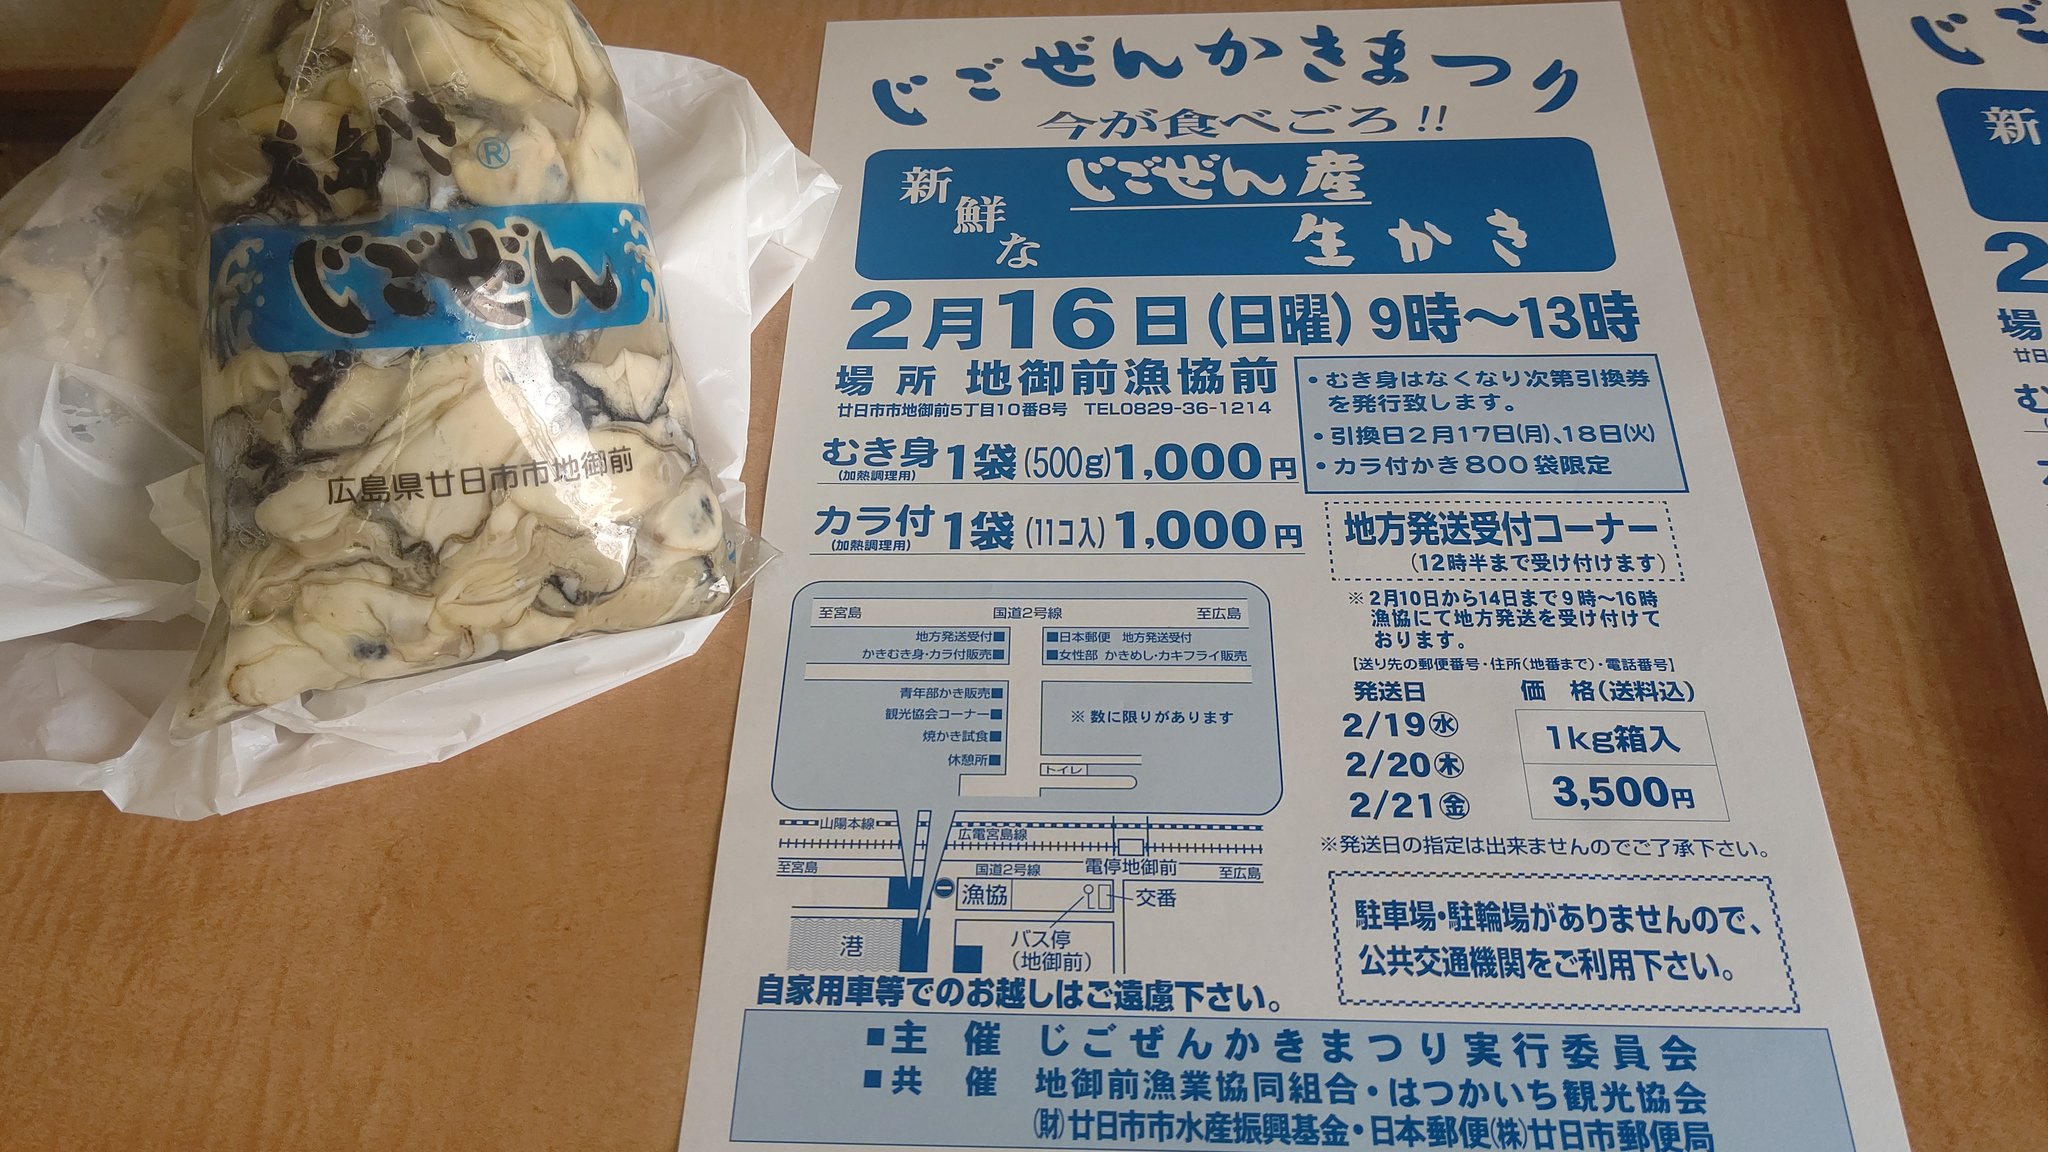 広島かき
®
じごぜん
広島県廿日市市地御前
じごぜんかきまつり
今が食べごろ!!
新鮮な
じごぜん産
生かき
2月16日(日曜)9時～13時
場所 地御前漁協前
廿日市市地御前5丁目10番8号 TEL0829-36-1214
・むき身はなくなり次第引換券
を発行致します。
・引換日2月17日(月)、18日(火)
・カラ付かき800袋限定
むき身 1袋(500g)1,000円
(加熱調理用)
カラ付 1袋(11コ入)1,000円
(加熱調理用)
地方発送受付コーナー
(12時半まで受け付けます)
※2月10日から14日まで9時～16時
漁協にて地方発送を受け付けて
おります。
【送り先の郵便番号・住所(地番まで)・電話番号】
発送日 価格(送料込)
2/19㊌
2/20㊍
2/21㊎
1kg箱入
3,500円
※発送日の指定は出来ませんのでご了承下さい。
至宮島 国道2号線 至広島
地方発送受付■
かきむき身・カラ付販売■
■日本郵便 地方発送受付
■女性部 かきめし・カキフライ販売
青年部かき販売■
観光協会コーナー■
焼かき試食■
休憩所■
※数に限りがあります
トイレ
山陽本線
広電宮島線
至宮島 国道2号線 電停地御前 至広島
漁協
交番
港
バス停
(地御前)
駐車場・駐輪場がありませんので、
公共交通機関をご利用下さい。
自家用車等でのお越しはご遠慮下さい。
■主催 じごぜんかきまつり実行委員会
■共催 地御前漁業協同組合・はつかいち観光協会
(財)廿日市市水産振興基金・日本郵便(株)廿日市郵便局
じご
新
2
場
廿日
む